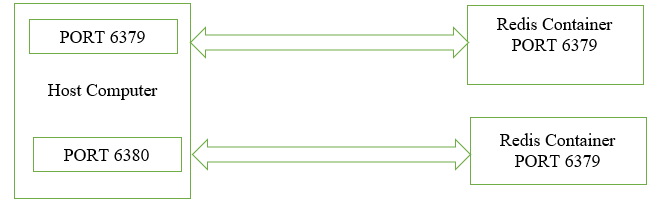 PORT 6379
Host Computer
PORT 6380
Redis Container
PORT 6379
Redis Container
PORT 6379